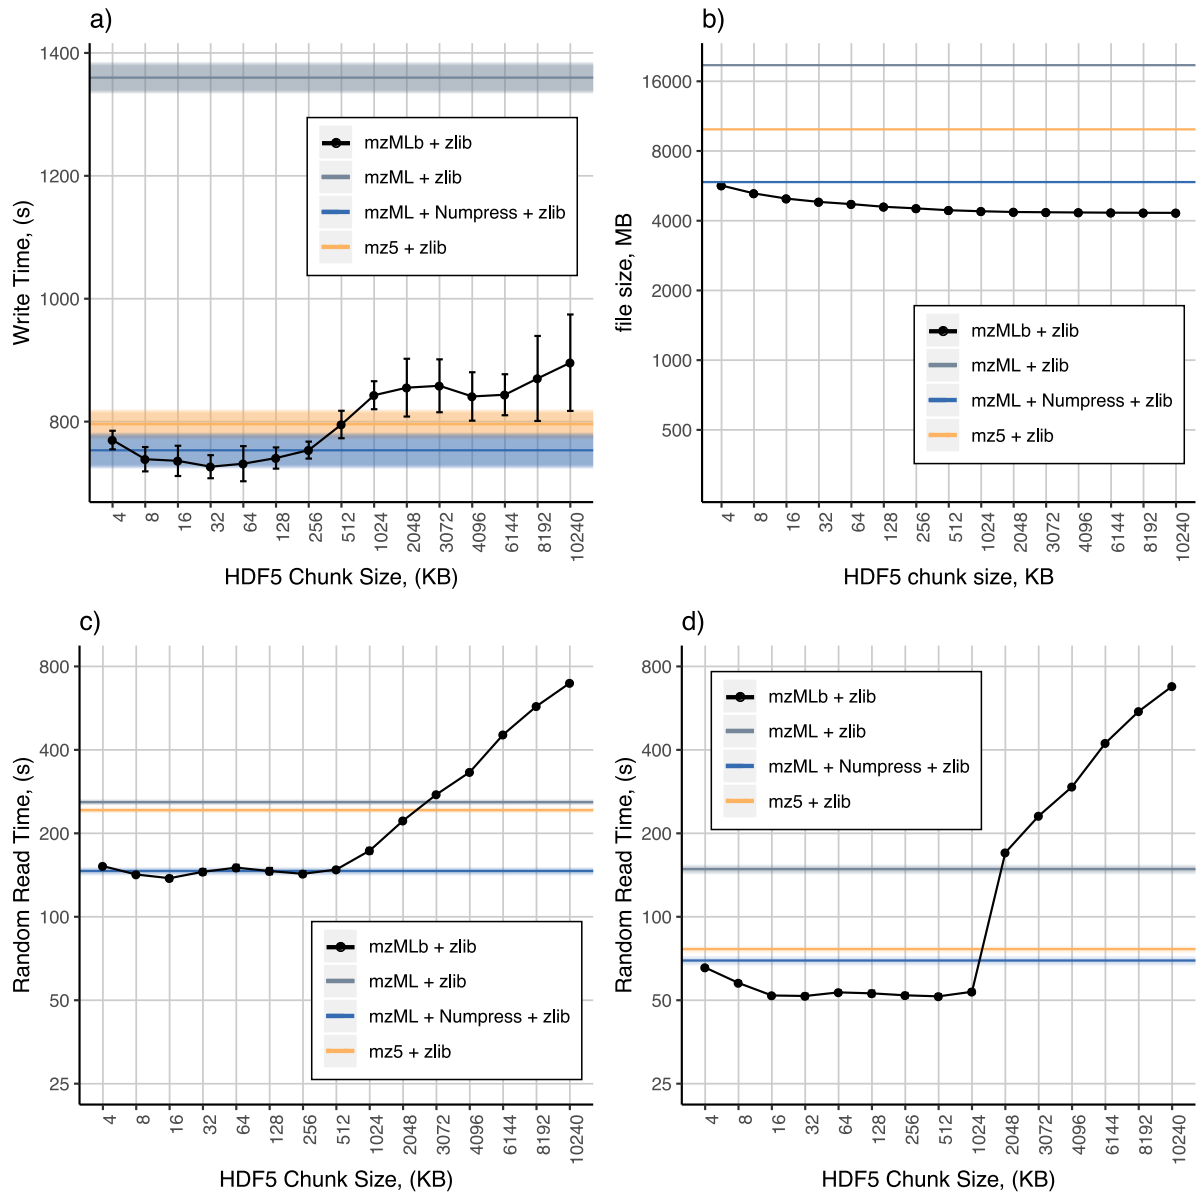 a)
1400
1200
1000
800
Write Time, (s)
mzMLb + zlib
mzML + zlib
mzML + Numpress + zlib
mz5 + zlib
4 8 16 32 64 128 256 512 1024 2048 3072 4096 6144 8192 10240
HDF5 Chunk Size, (KB)
b)
16000
8000
4000
2000
1000
500
file size, MB
mzMLb + zlib
mzML + zlib
mzML + Numpress + zlib
mz5 + zlib
4 8 16 32 64 128 256 512 1024 2048 3072 4096 6144 8192 10240
HDF5 chunk size, KB
c)
800
400
200
100
50
25
Random Read Time, (s)
mzMLb + zlib
mzML + zlib
mzML + Numpress + zlib
mz5 + zlib
4 8 16 32 64 128 256 512 1024 2048 3072 4096 6144 8192 10240
HDF5 Chunk Size, (KB)
d)
800
400
200
100
50
25
Random Read Time, (s)
mzMLb + zlib
mzML + zlib
mzML + Numpress + zlib
mz5 + zlib
4 8 16 32 64 128 256 512 1024 2048 3072 4096 6144 8192 10240
HDF5 Chunk Size, (KB)